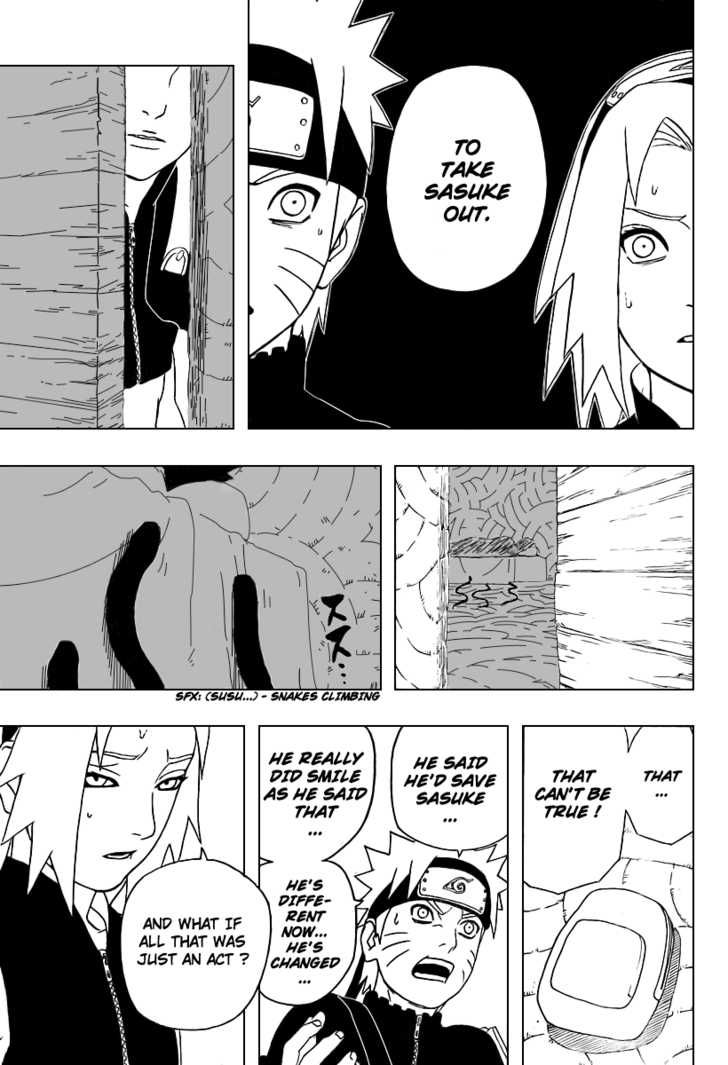 TO
TAKE
SASUKE
OUT.
スス…
SFX: (SUSU...) - SNAKES CLIMBING
THAT
...
THAT
CAN'T BE
TRUE !
HE SAID
HE'D SAVE
SASUKE
...
HE REALLY
DID SMILE
AS HE SAID
THAT
...
HE'S
DIFFE-
RENT
NOW...
HE'S
CHANGED
...
AND WHAT IF
ALL THAT WAS
JUST AN ACT ?